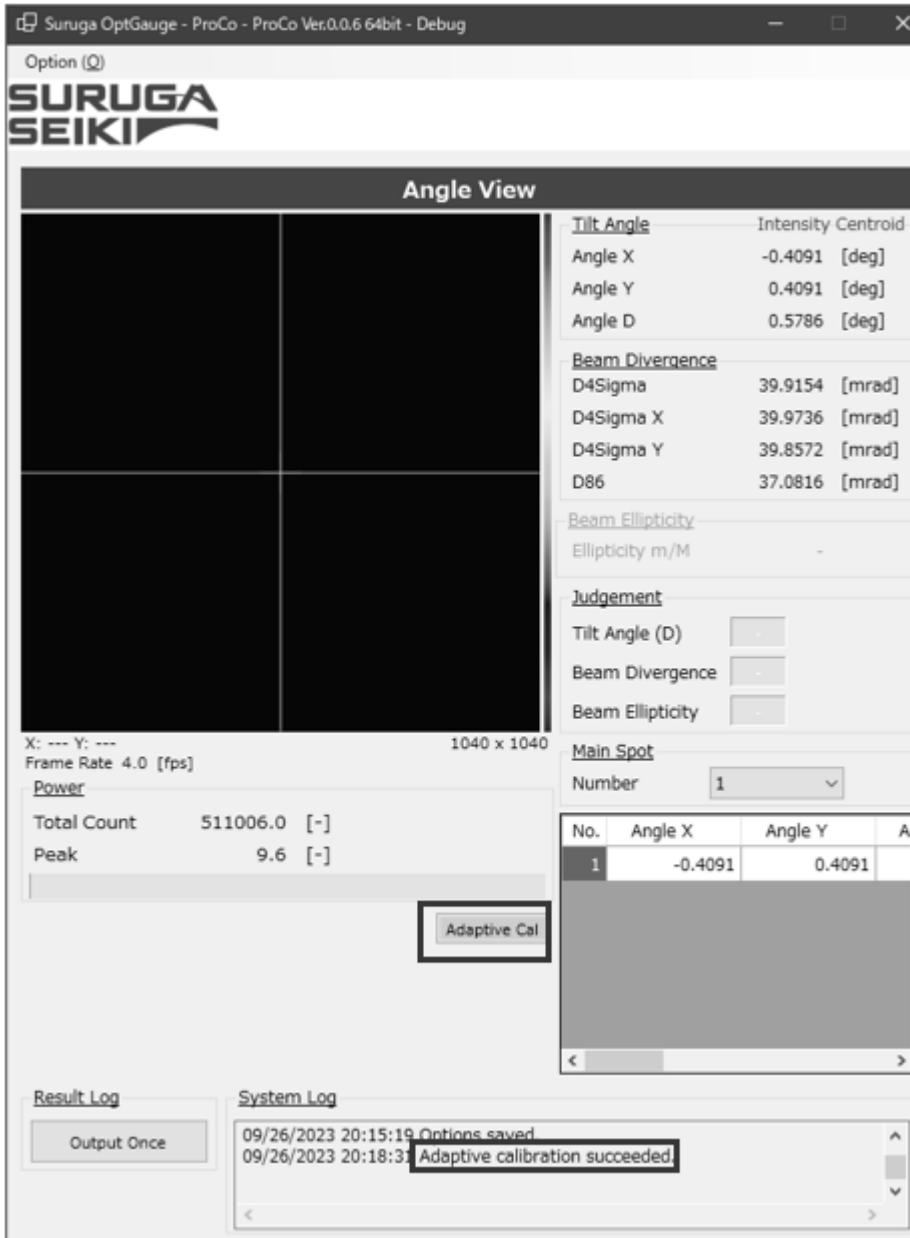 Suruga OptGauge - ProCo - ProCo Ver.0.0.6 64bit - Debug
Option (O)
SURUGA
SEIKI
Angle View
Tilt Angle Intensity Centroid
Angle X -0.4091 [deg]
Angle Y 0.4091 [deg]
Angle D 0.5786 [deg]
Beam Divergence
D4Sigma 39.9154 [mrad]
D4Sigma X 39.9736 [mrad]
D4Sigma Y 39.8572 [mrad]
D86 37.0816 [mrad]
Beam Ellipticity
Ellipticity m/M -
Judgement
Tilt Angle (D) -
Beam Divergence -
Beam Ellipticity -
X: --- Y: --- 1040 x 1040
Frame Rate 4.0 [fps]
Main Spot
Number 1
Power
Total Count 511006.0 [-]
Peak 9.6 [-]
No. Angle X Angle Y A
1 -0.4091 0.4091
Adaptive Cal
Result Log
Output Once
System Log
09/26/2023 20:15:19 Options saved.
09/26/2023 20:18:31 Adaptive calibration succeeded.